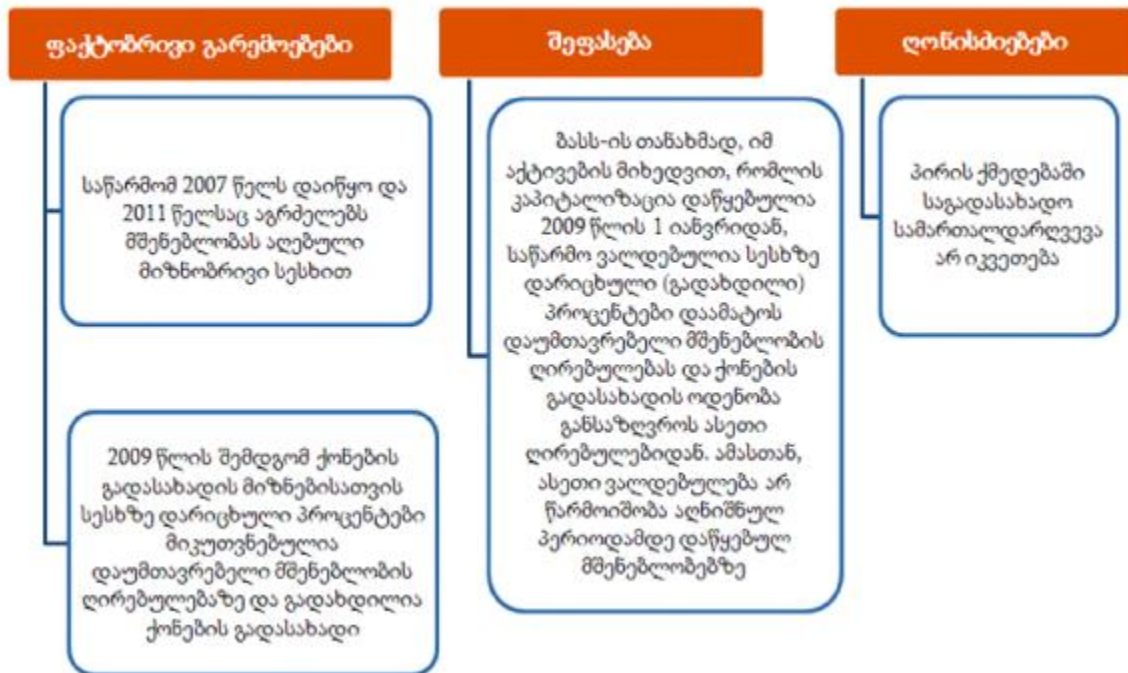 ფაქტობრივი გარემოებები
საწარმომ 2007 წელს დაიწყო და
2011 წელსაც აგრძელებს
მშენებლობას აღებული
მიზნობრივი სესხით
2009 წლის შემდგომ ქონების
გადასახადის მიზნებისათვის
სესხზე დარიცხული პროცენტები
მიკუთვნებულია
დაუმთავრებელი მშენებლობის
ღირებულებაზე და გადახდილია
ქონების გადასახადი
შეფასება
ბასს-ის თანახმად, იმ
აქტივების მიხედვით, რომლის
კაპიტალიზაცია დაწყებულია
2009 წლის 1 იანვრიდან,
საწარმო ვალდებულია სესხზე
დარიცხული (გადახდილი)
პროცენტები დაამატოს
დაუმთავრებელი მშენებლობის
ღირებულებას და ქონების
გადასახადის ოდენობა
განსაზღვროს ასეთი
ღირებულებიდან. ამასთან,
ასეთი ვალდებულება არ
წარმოიშობა აღნიშნულ
პერიოდამდე დაწყებულ
მშენებლობებზე
ღონისძიებები
პირის ქმედებაში
საგადასახადო
სამართალდარღვევა
არ იკვეთება